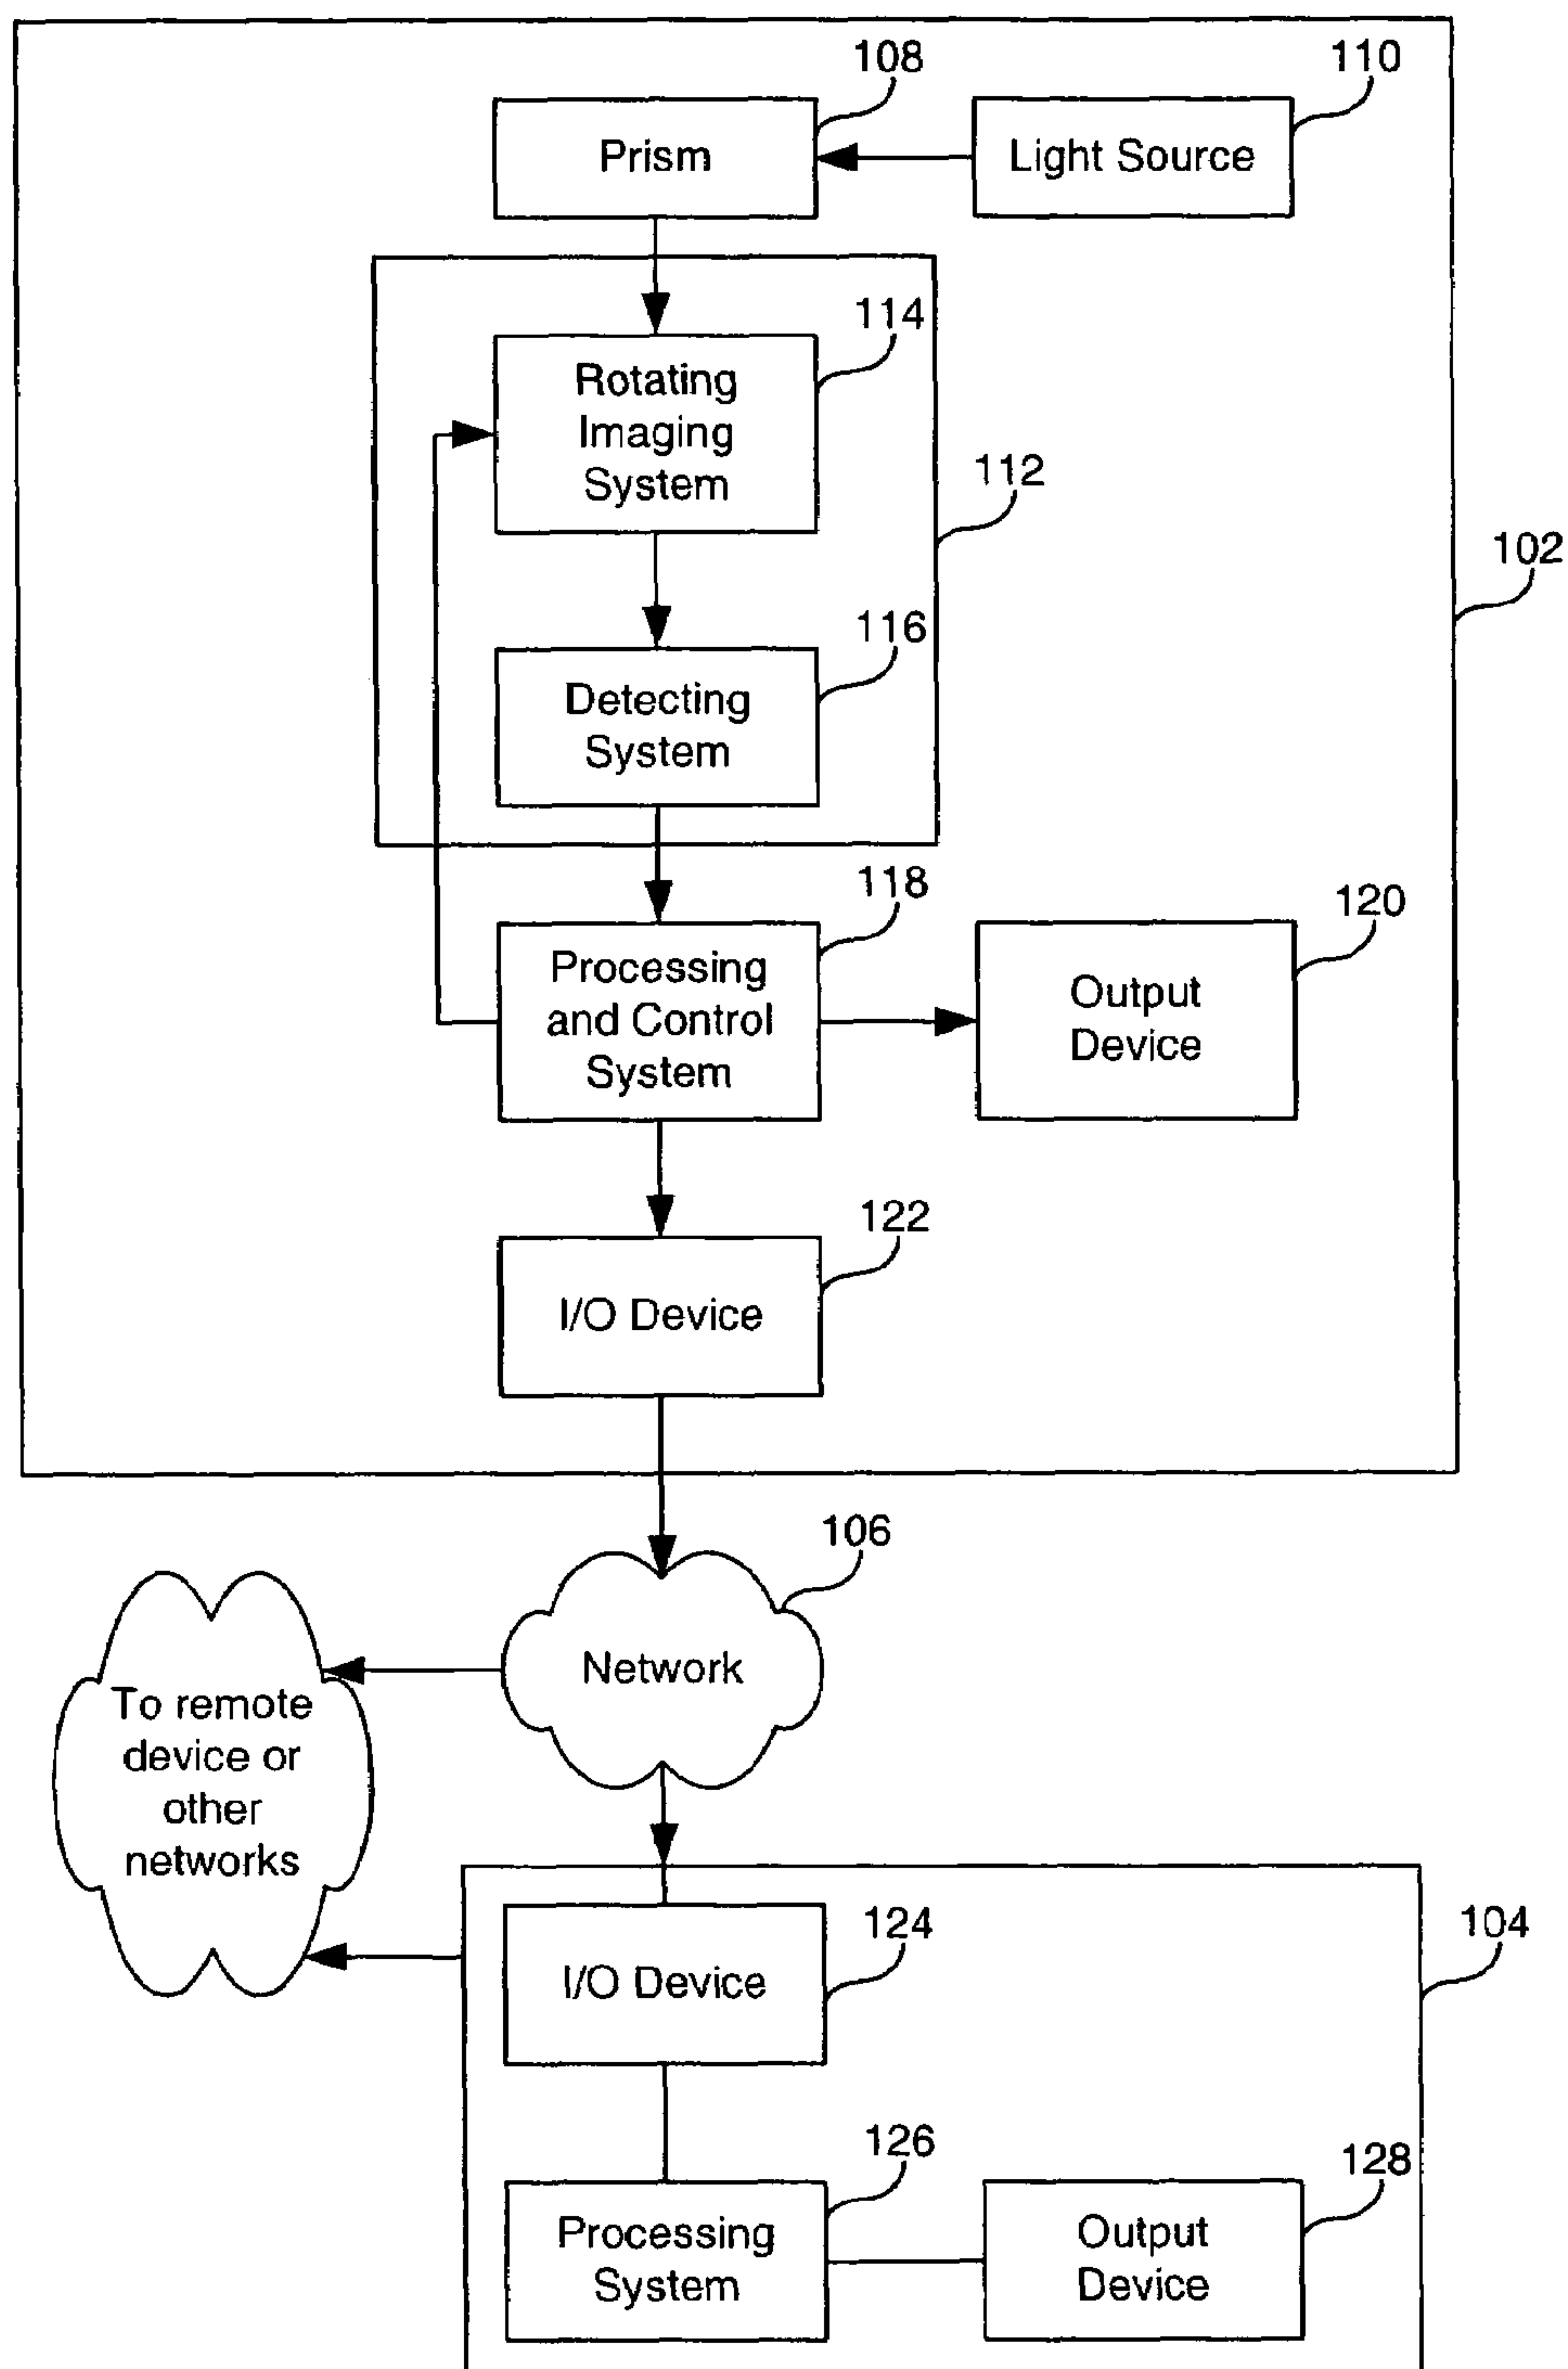 108
110
Prism
Light Source
114
Rotating
Imaging
System
112
102
116
Detecting
System
118
120
Processing
and Control
System
Output
Device
122
I/O Device
106
Network
To remote
device or
other
networks
124
104
I/O Device
126
128
Processing
System
Output
Device